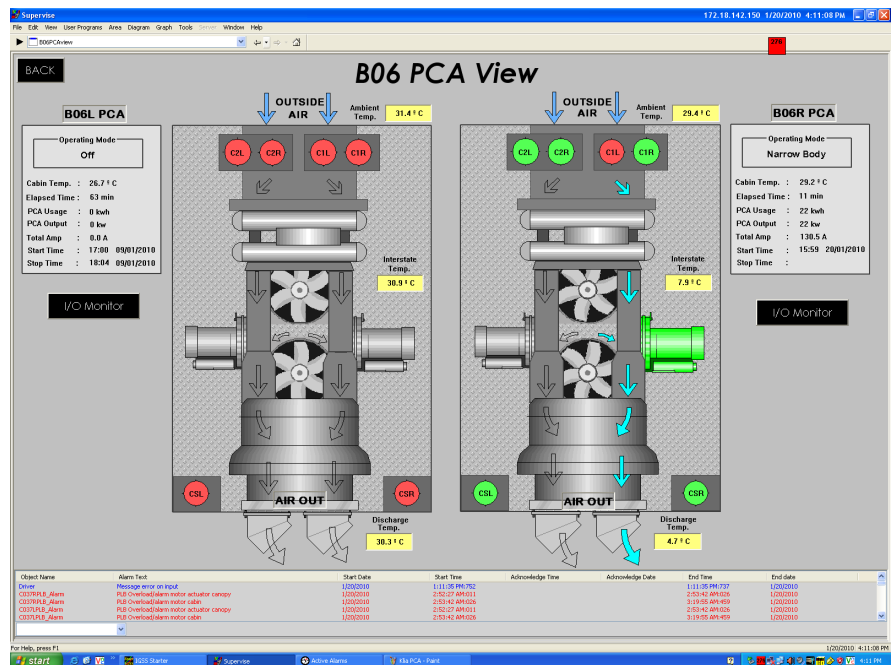 Supervise
172.18.142.150 1/20/2010 4:11:08 PM
File Edit View User Programs Area Diagram Graph Tools Server Window Help
B06PCAview
276
BACK
B06 PCA View
B06L PCA
Operating Mode
Off
Cabin Temp. : 26.7 º C
Elapsed Time : 63 min
PCA Usage : 0 kwh
PCA Output : 0 kw
Total Amp : 0.0 A
Start Time : 17:00 09/01/2010
Stop Time : 18:04 09/01/2010
I/O Monitor
OUTSIDE
AIR
Ambient
Temp.
31.4 º C
C2L C2R C1L C1R
Interstate
Temp.
30.9 º C
CSL CSR
AIR OUT
Discharge
Temp.
30.3 º C
OUTSIDE
AIR
Ambient
Temp.
29.4 º C
C2L C2R C1L C1R
Interstate
Temp.
7.9 º C
CSL CSR
AIR OUT
Discharge
Temp.
4.7 º C
B06R PCA
Operating Mode
Narrow Body
Cabin Temp. : 29.2 º C
Elapsed Time : 11 min
PCA Usage : 22 kwh
PCA Output : 22 kw
Total Amp : 130.5 A
Start Time : 15:59 20/01/2010
Stop Time :
I/O Monitor
Object Name Alarm Text Start Date Start Time Acknowledge Time Acknowledge Date End Time End date
Driver Message error on input 1/20/2010 1:11:35 PM:752 1:11:35 PM:737 1/20/2010
C037RPLB_Alarm PLB Overload/alarm motor actuator canopy 1/20/2010 2:52:27 AM:011 2:53:42 AM:026 1/20/2010
C037RPLB_Alarm PLB Overload/alarm motor cabin 1/20/2010 2:53:42 AM:026 3:19:55 AM:459 1/20/2010
C037LPLB_Alarm PLB Overload/alarm motor actuator canopy 1/20/2010 2:52:27 AM:011 2:53:42 AM:026 1/20/2010
C037LPLB_Alarm PLB Overload/alarm motor cabin 1/20/2010 2:53:42 AM:026 3:19:55 AM:459 1/20/2010
For Help, press F1
1/20/2010 4:11:08 PM
start
IGSS Starter
Supervise
Active Alarms
Klia PCA - Paint
4:11 PM